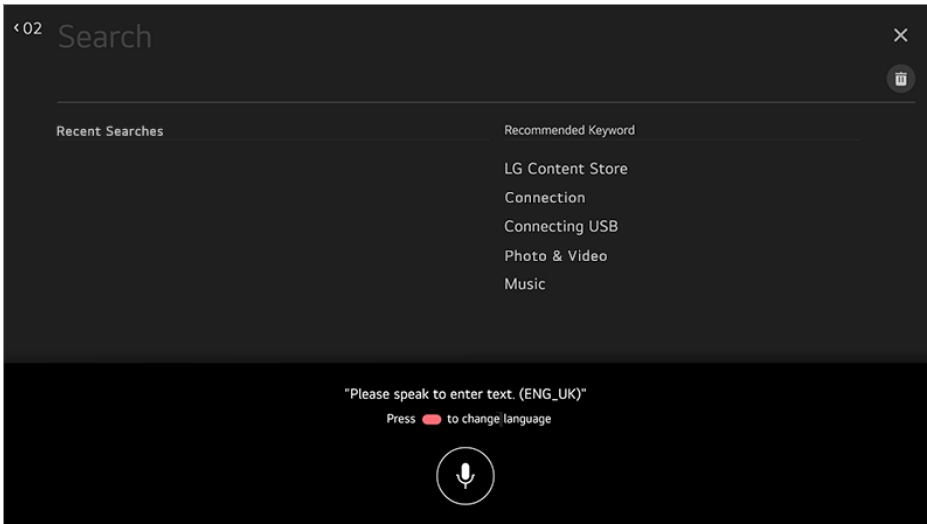 ‹ 02
Search
Recent Searches
Recommended Keyword
LG Content Store
Connection
Connecting USB
Photo & Video
Music
"Please speak to enter text. (ENG_UK)"
Press to change language